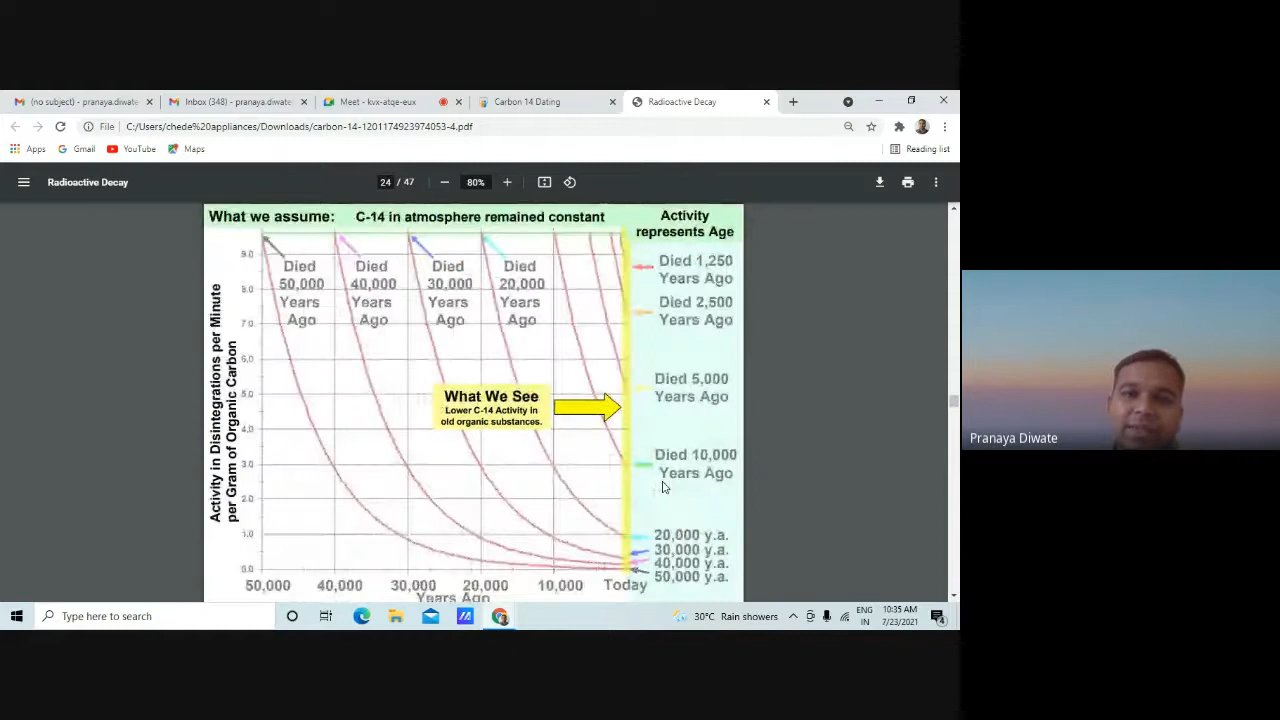 (no subject) - pranaya.diwate
Inbox (348) - pranaya.diwate
Meet - kvx-atqe-eux
Carbon 14 Dating
Radioactive Decay
File
C:/Users/chede%20appliances/Downloads/carbon-14-1201174923974053-4.pdf
Apps
Gmail
YouTube
Maps
Reading list
Radioactive Decay
24 / 47
80%
What we assume: C-14 in atmosphere remained constant
Activity
represents Age
Activity in Disintegrations per Minute
per Gram of Organic Carbon
9.0
8.0
7.0
6.0
5.0
4.0
3.0
2.0
1.0
0.0
Died
50,000
Years
Ago
Died
40,000
Years
Ago
Died
30,000
Years
Ago
Died
20,000
Years
Ago
What We See
Lower C-14 Activity in
old organic substances.
Died 1,250
Years Ago
Died 2,500
Years Ago
Died 5,000
Years Ago
Died 10,000
Years Ago
20,000 y.a.
30,000 y.a.
40,000 y.a.
50,000 y.a.
50,000 40,000 30,000 20,000 10,000 Today
Years Ago
Pranaya Diwate
Type here to search
30°C Rain showers
ENG
IN
10:35 AM
7/23/2021
4